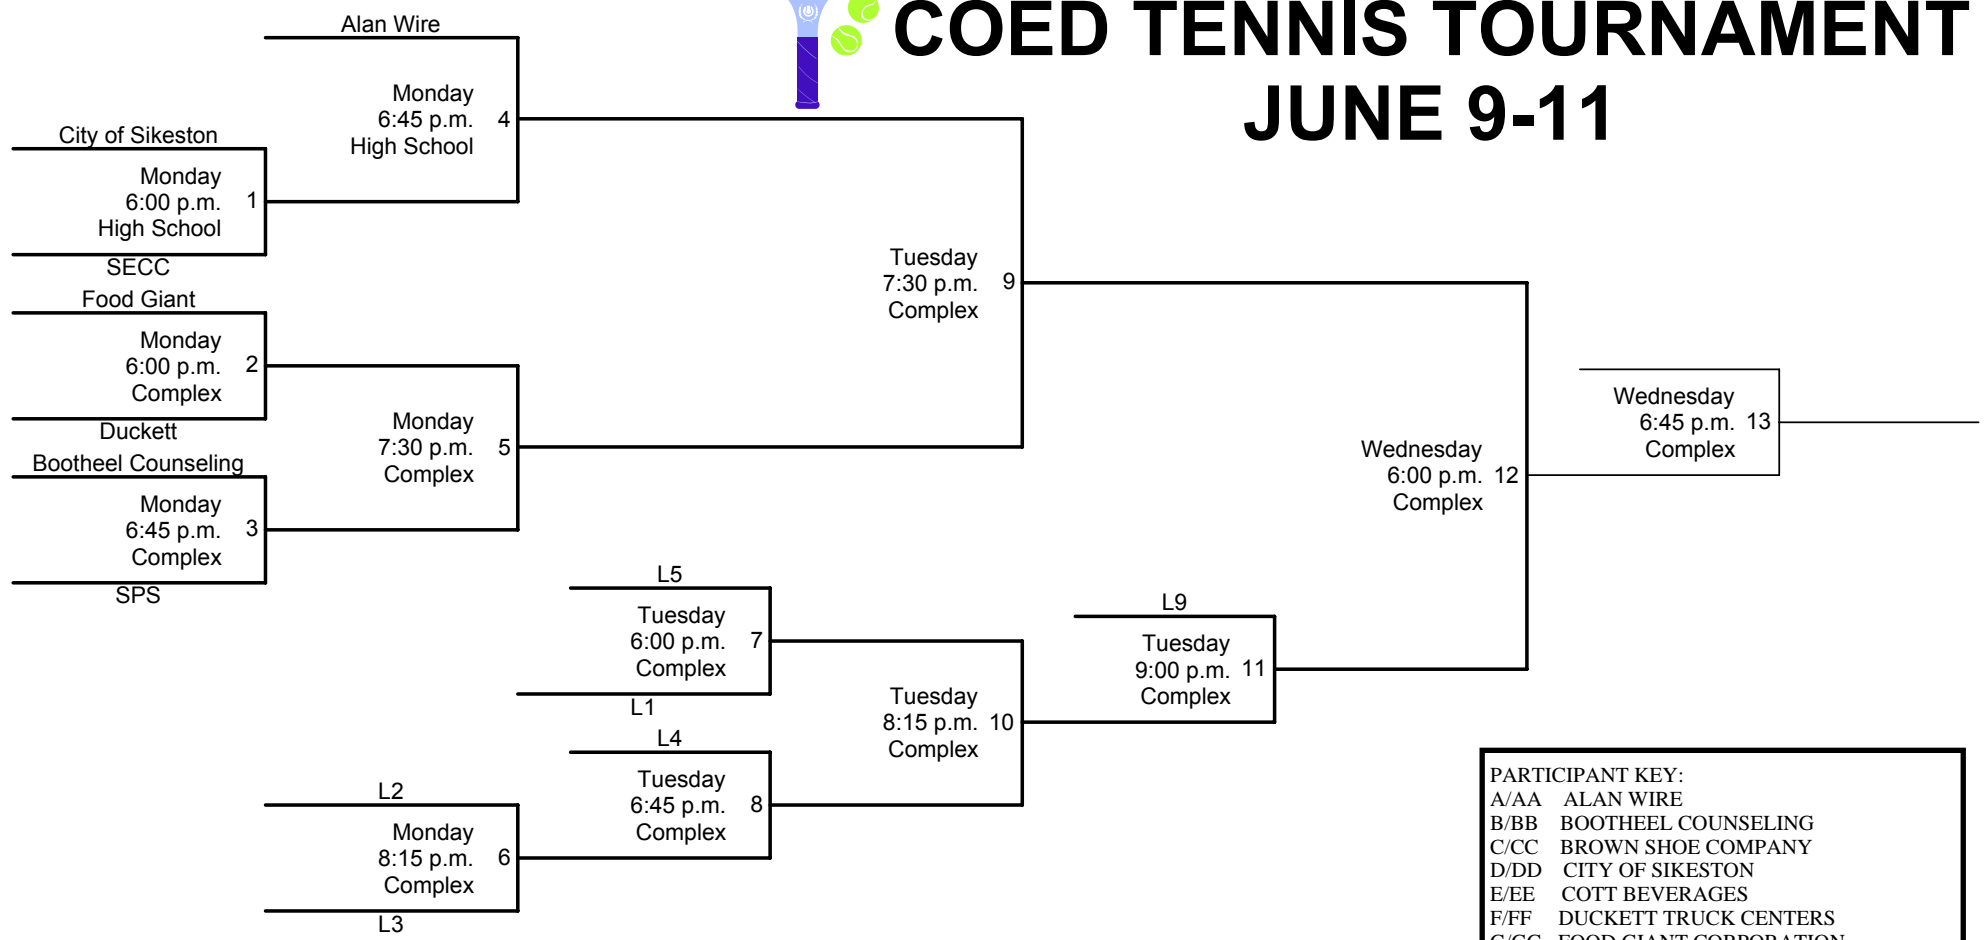 COED TENNIS TOURNAMENT
JUNE 9-11
Alan Wire
Monday
6:45 p.m. 4
High School
City of Sikeston
Monday
6:00 p.m. 1
High School
SECC
Food Giant
Monday
6:00 p.m. 2
Complex
Duckett
Bootheel Counseling
Monday
6:45 p.m. 3
Complex
SPS
Monday
7:30 p.m. 5
Complex
Tuesday
7:30 p.m. 9
Complex
L5
Tuesday
6:00 p.m. 7
Complex
L1
L4
Tuesday
6:45 p.m. 8
Complex
L2
Monday
8:15 p.m. 6
Complex
L3
Tuesday
8:15 p.m. 10
Complex
L9
Tuesday
9:00 p.m. 11
Complex
Wednesday
6:00 p.m. 12
Complex
Wednesday
6:45 p.m. 13
Complex
PARTICIPANT KEY:
A/AA ALAN WIRE
B/BB BOOTHEEL COUNSELING
C/CC BROWN SHOE COMPANY
D/DD CITY OF SIKESTON
E/EE COTT BEVERAGES
F/FF DUCKETT TRUCK CENTERS
G/GG FOOD GIANT CORPORATION